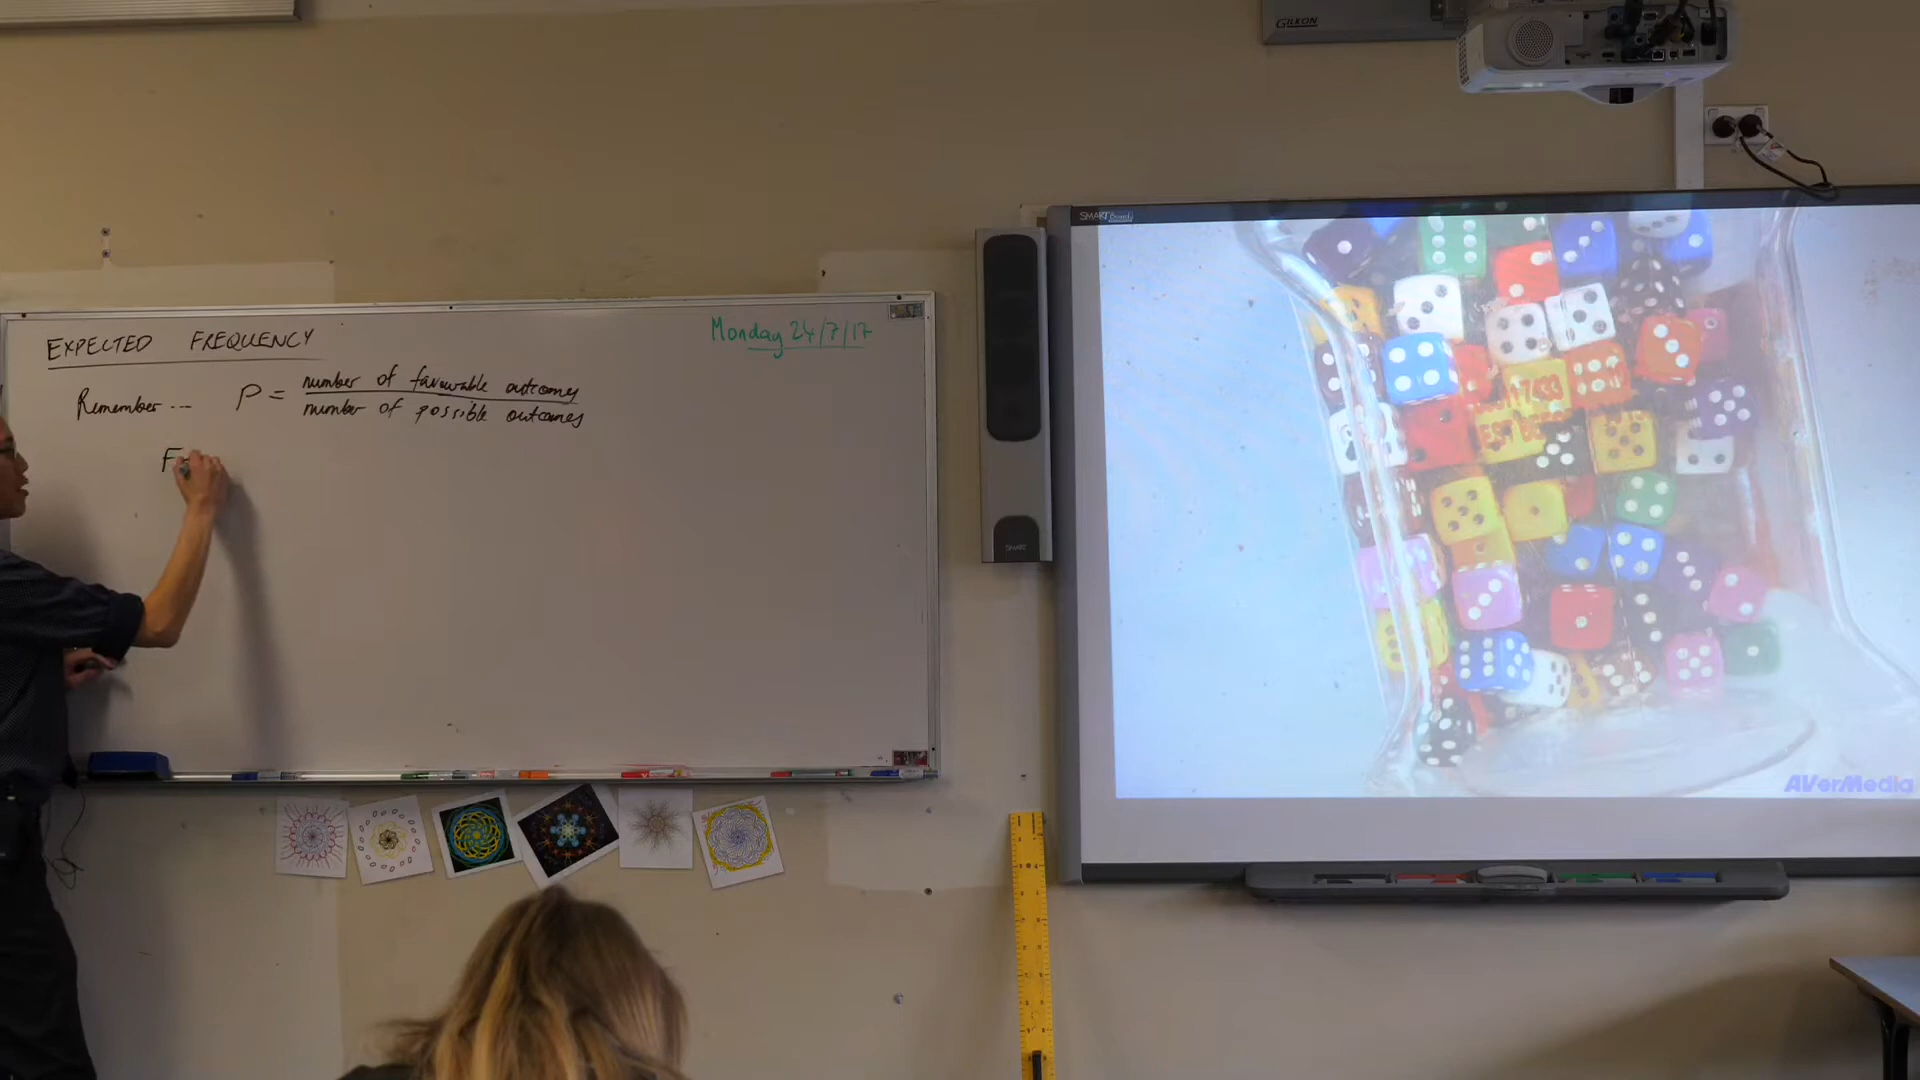 GILKON
SMART Board
EXPECTED FREQUENCY
Monday 24/7/17
Remember ... P = number of favourable outcomes
number of possible outcomes
F
SMART
AVerMedia